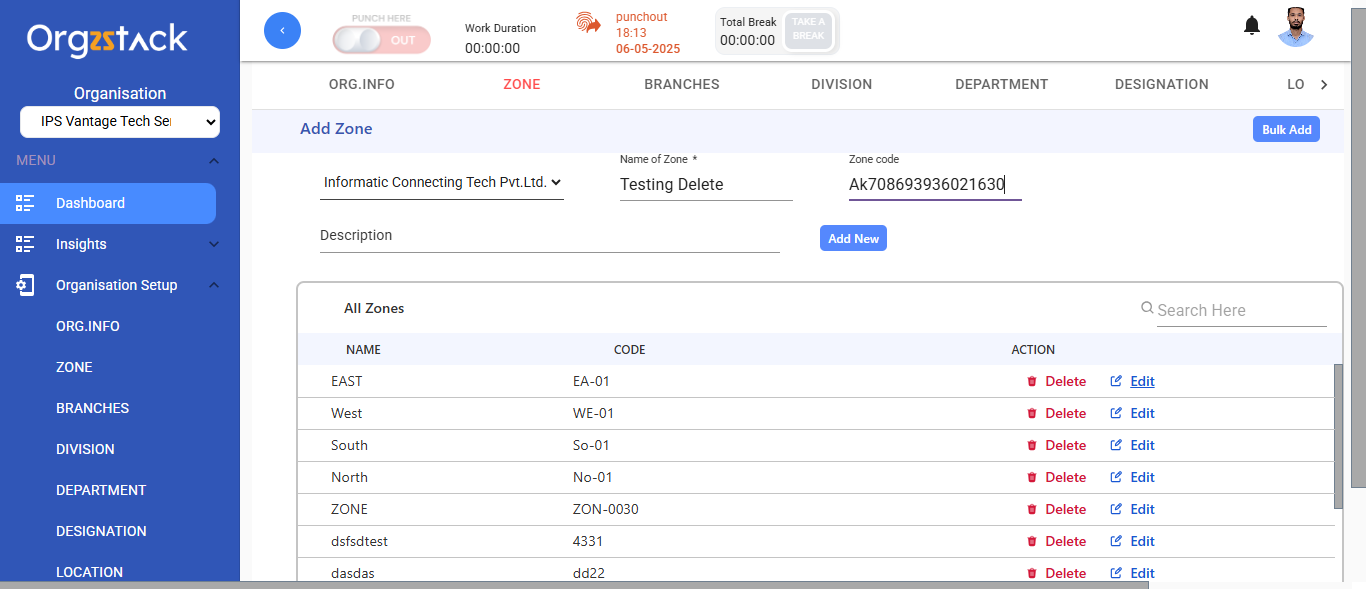 Orgzstack
Organisation
IPS Vantage Tech Ser
MENU
Dashboard
Insights
Organisation Setup
ORG.INFO
ZONE
BRANCHES
DIVISION
DEPARTMENT
DESIGNATION
LOCATION
PUNCH HERE
OUT
Work Duration
00:00:00
punchout
18:13
06-05-2025
Total Break
00:00:00
TAKE A
BREAK
ORG.INFO ZONE BRANCHES DIVISION DEPARTMENT DESIGNATION LO
Add Zone
Bulk Add
Name of Zone * Zone code
Informatic Connecting Tech Pvt.Ltd. Testing Delete Ak708693936021630
Description
Add New
All Zones
Search Here
NAME CODE ACTION
EAST EA-01 Delete Edit
West WE-01 Delete Edit
South So-01 Delete Edit
North No-01 Delete Edit
ZONE ZON-0030 Delete Edit
dsfsdtest 4331 Delete Edit
dasdas dd22 Delete Edit